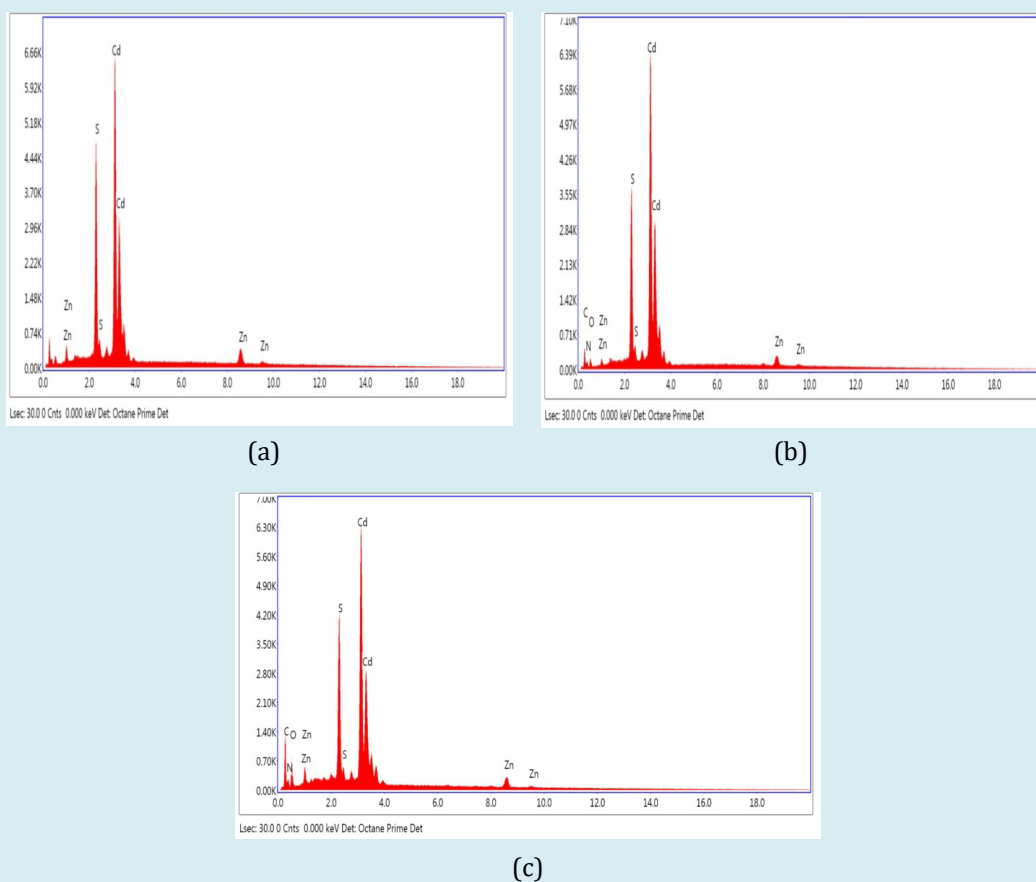 6.66K
5.92K
5.18K
4.44K
3.70K
2.96K
2.22K
1.48K
0.74K
0.00K
Cd
S
Cd
Zn
S
Zn
Zn
Zn
0.0 2.0 4.0 6.0 8.0 10.0 12.0 14.0 16.0 18.0
Lsec: 30.0 0 Cnts 0.000 keV Det: Octane Prime Det
(a)
7.10K
6.39K
5.68K
4.97K
4.26K
3.55K
2.84K
2.13K
1.42K
0.71K
0.00K
Cd
S
Cd
C
O
Zn
S
N
Zn
Zn
Zn
0.0 2.0 4.0 6.0 8.0 10.0 12.0 14.0 16.0 18.0
Lsec: 30.0 0 Cnts 0.000 keV Det: Octane Prime Det
(b)
7.00K
6.30K
5.60K
4.90K
4.20K
3.50K
2.80K
2.10K
1.40K
0.70K
0.00K
Cd
S
Cd
C O Zn
S
N
Zn
Zn
Zn
0.0 2.0 4.0 6.0 8.0 10.0 12.0 14.0 16.0 18.0
Lsec: 30.0 0 Cnts 0.000 keV Det: Octane Prime Det
(c)